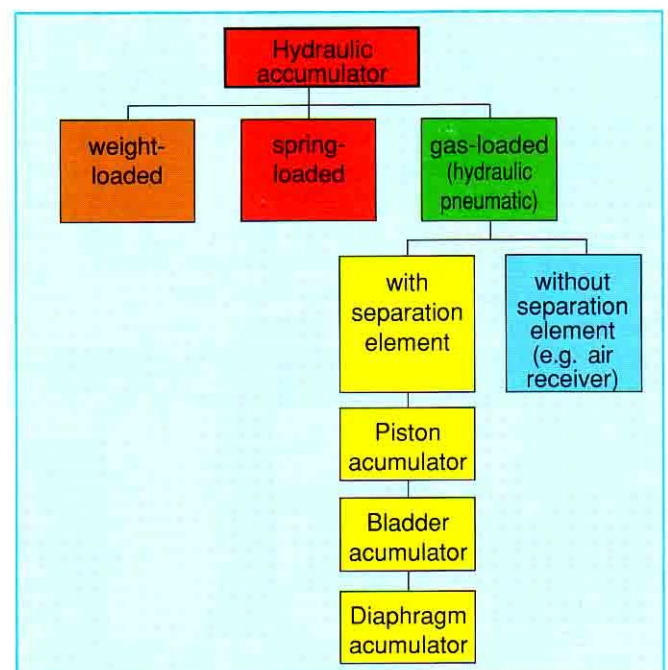 Hydraulic
accumulator
weight-
loaded
spring-
loaded
gas-loaded
(hydraulic
pneumatic)
with
separation
element
without
separation
element
(e.g. air
receiver)
Piston
acumulator
Bladder
acumulator
Diaphragm
acumulator